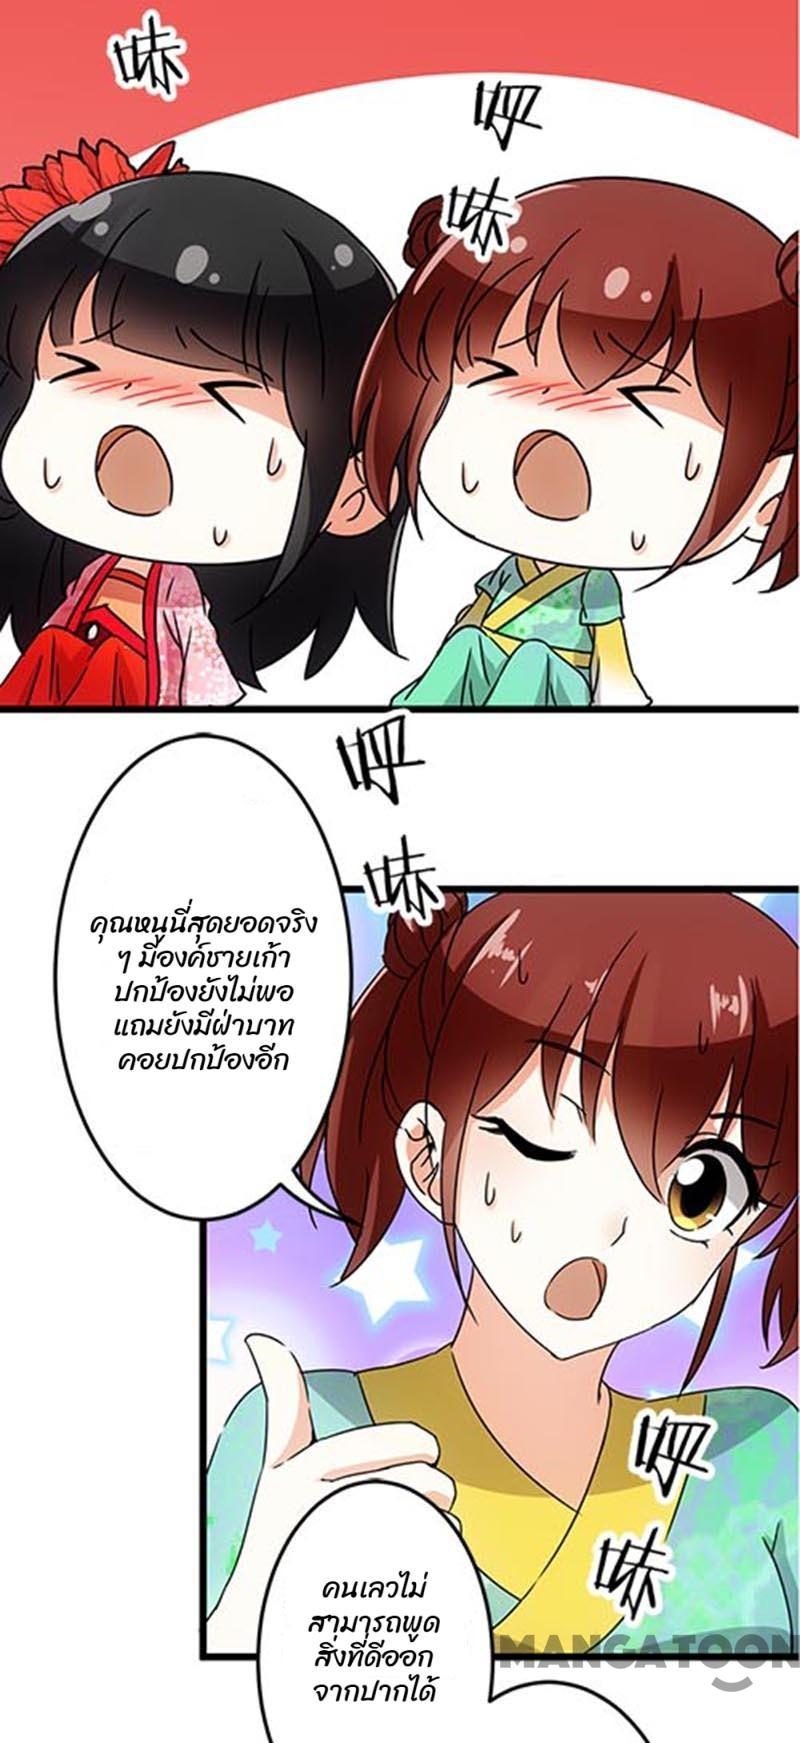 哧
呼
哧
呼
哧
คุณหนูนี่สุดยอดจริง
ๆ มีองค์ชายเก้า
ปกป้องยังไม่พอ
แถมยังมีฝ่าบาท
คอยปกป้องอีก
呼
哧
คนเลวไม่
สามารถพูด
สิ่งที่ดีออก
จากปากได้
MANGATOON